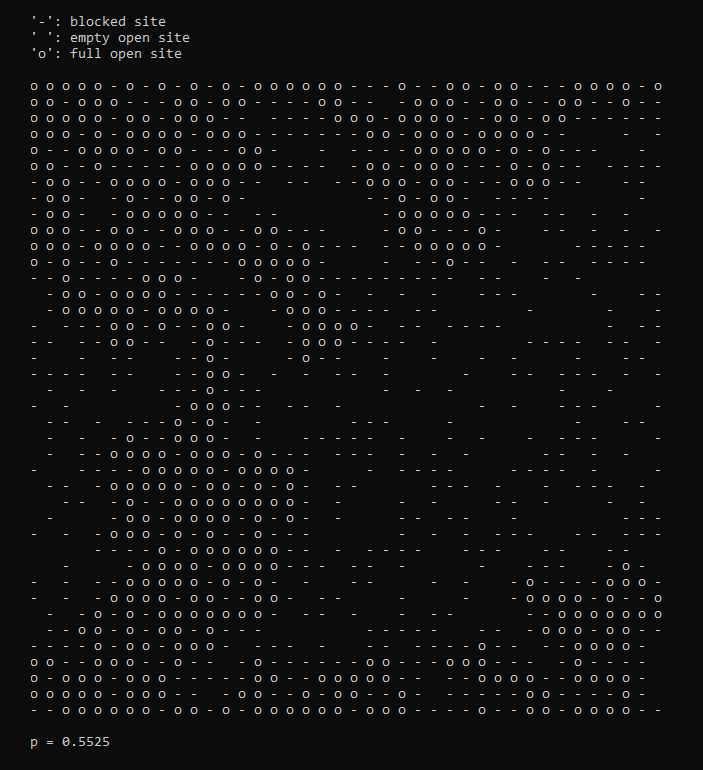 '-': blocked site
' ': empty open site
'o': full open site
o o o o o - o - o - o - o - o o o o o o - - - o - - o o - o o - - - o o o o - o
o o - o o o - - - o o - o o - - - - o o - -   - o o o - - o o - - o o - - o - -
o o o o o o - o o - o o - -   - - - - o o o - o o o o - o o - o o - - - - - - -
o o o o o - o o o - o o - -   - - - - - - o o - o o o - o o o o - -       -   -
o - - o o o o - o o - - - o o     -   - - - - o o o o o - o - o - - -     -
o o - - o - - - - - o o o o o - - -   - - o o - o o o - - - o - o     -   - - -
- o o - - o o o o - o o o - -   - -   - - o o o - o o - - - o o o - -       - -
- o o -   - o - - o o - o -               - - o - o o -   - - - -           -
- o o -   - o o o o o - -   - -             - o o o o o - - -         -   -
o o o - - o o - o o - o - - o o - - -       - o o - - - o -       -   -   -   -
o o o - o o o o - - o o o o - o - o - - -   - - o o o o o -       - - - - -
o - o - - o - - - - - - - o o o o o -       -   - - o - -       - -   - - - -
- - o - - - - o o o -       - o - o o - - - - - - - - -   - -     - -   -
  - o o - o o o o - - - - - - o o - o -   -   -   -         -         -     - -
  - o o o o - o o o o o -     - o o o - - - - - -             -         -     -
-   - - - o o - o - o o o -     - o o o o - -   - -   - - - -             -   -
-   - - - o o - -   - o - - -   - o o o - - -   -   -           - - - -   -   -
-     -   - -     - - o -       - o -     -     -       -   -     -   -       -
- - - -   - -     - - o o -   -   -   - -   - - -   -       - -   - - -   -   -
    -   -   -     - - o - - -               -   -   -             -     -
-   -             - o o o - -   - -   -                 -   -     - - -       -
  - -   -   - - - o - o -   -           - - -       -             -   -
  -   -   - o - - o o o -     - - - - -   -   -     -   -   - -   - - -       -
  -   - - o o o o - o o o - o - - -     - -   - -   - - -       -   -   -
-     - - - - o o o - o o - o o o o -     -   - - - -       - - - -   - -     -
  - -   - o o o - o o o o - - - o -   -         - - -   -     -   - -   -
    - -   - o - - o o o o o o o o -   -         - -     - -     - - -   -
  -       - o o - o o o o - o - o -   -         - -   - - -             - - -
-   -   - o o o o - o o - o - -               - - - - -   -       -   -   - - -
        - - - - o - o o o o o o - - -   -   - - -   - - -       - -     - -
    -       - o o o o - o o o o - - -   - -   -     -         - - -     - o -
-   -   - - o o o o - o o - - o -     - -       -   -     - o - - - - o o o -
-   -   - o o o - o o o - o o o - -   - -       -       -   - o o o o - o - - o
  -   - o - o o - o o o o o o -     - -   -     -   - -       - - o o o o o o o
    - - o - o o - - o - o - - -             - - - - -     - -   - o o - o o - -
- - - - o - o o - o o o -   - - -   -   - - - -   - - - - o - -   - - o o o o -
o o - - o o o - - o - -   - o - - - - - - o o - - - o o o - - -   - o - - - -
o - o o o - o o o - - -   - - o o - - o o o o o - -   - - o o o o - - o o - o -
o o o o o - o o o - - -   - o o - - o - o o - o -   - - - - - o o - - - - o -
- - o o o o o o - o o - o - o o o o o - o o o o - - - - o - - o o - o o o o - -
p = 0.5525